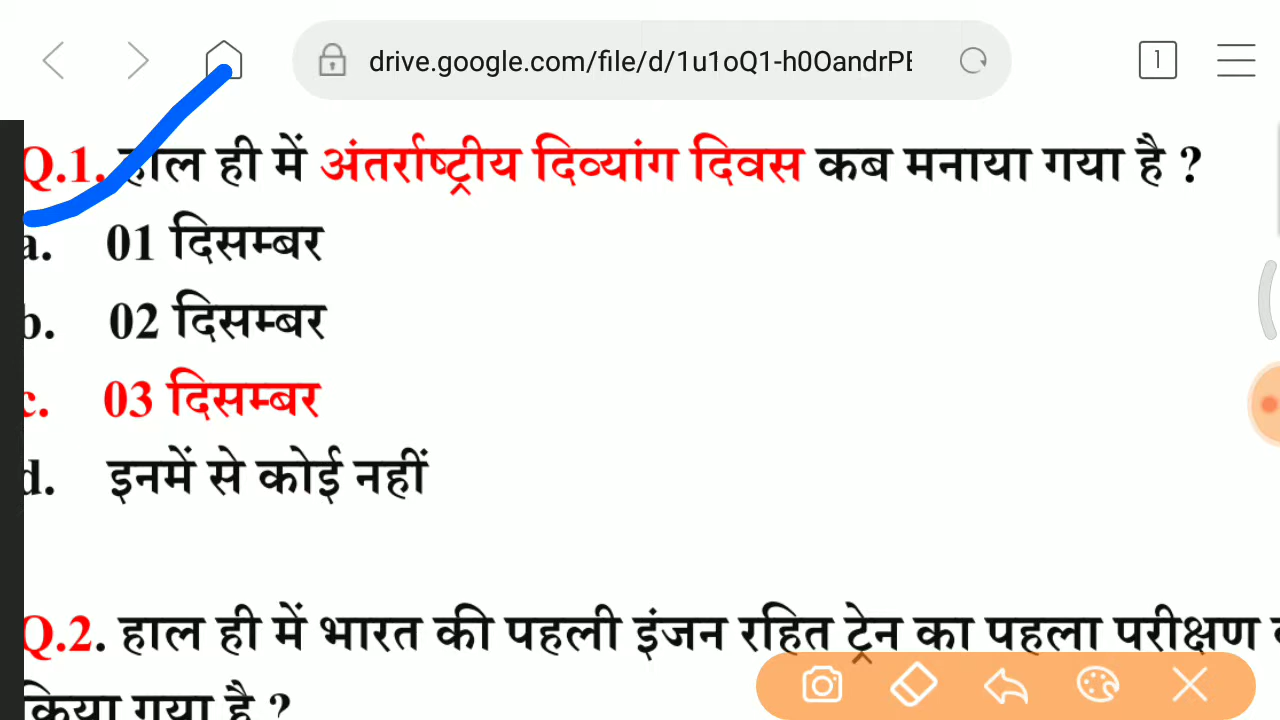 1
drive.google.com/file/d/1u1oQ1-h0OandrPE
Q.1. हाल ही में अंतर्राष्ट्रीय दिव्यांग दिवस कब मनाया गया है ?
a. 01 दिसम्बर
b. 02 दिसम्बर
c. 03 दिसम्बर
d. इनमें से कोई नहीं
Q.2. हाल ही में भारत की पहली इंजन रहित ट्रेन का पहला परीक्षण
किया गया है ?